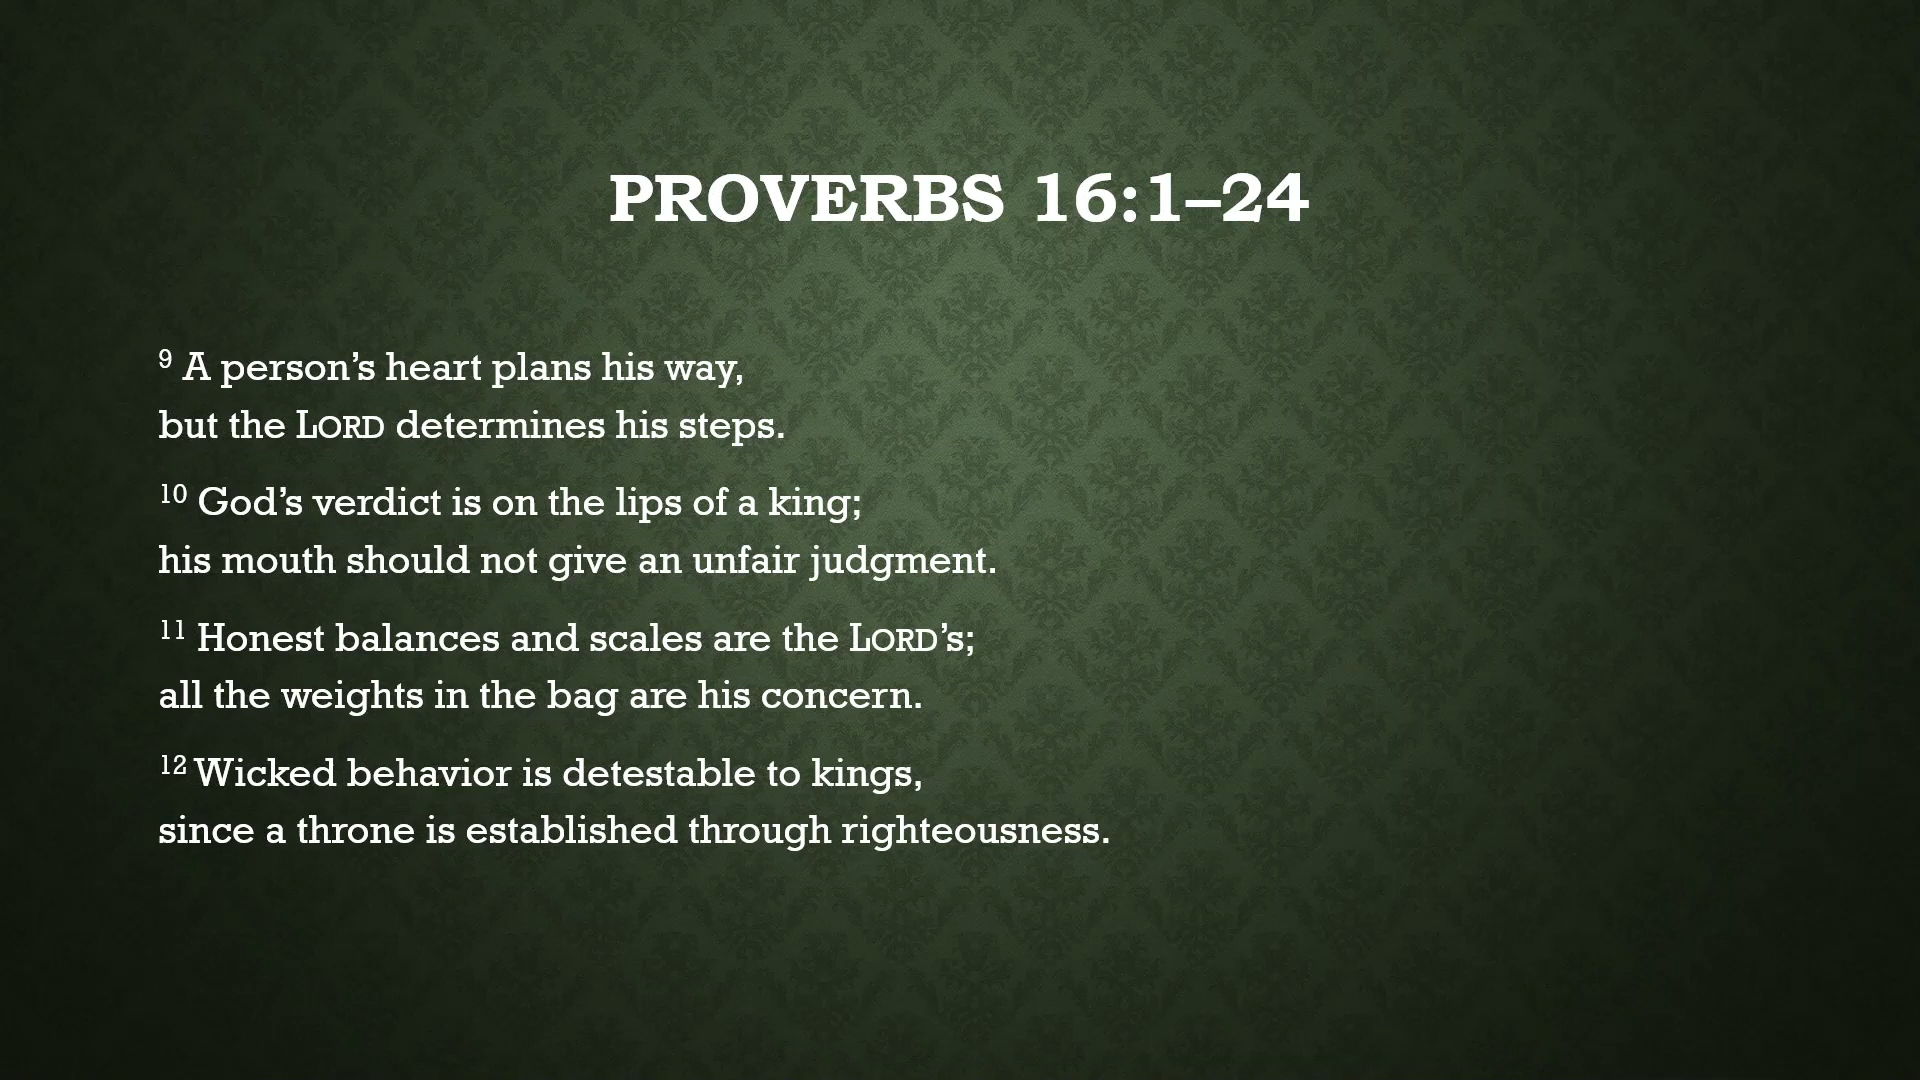 PROVERBS 16:1–24
9 A person’s heart plans his way,
but the LORD determines his steps.
10 God’s verdict is on the lips of a king;
his mouth should not give an unfair judgment.
11 Honest balances and scales are the LORD’s;
all the weights in the bag are his concern.
12 Wicked behavior is detestable to kings,
since a throne is established through righteousness.